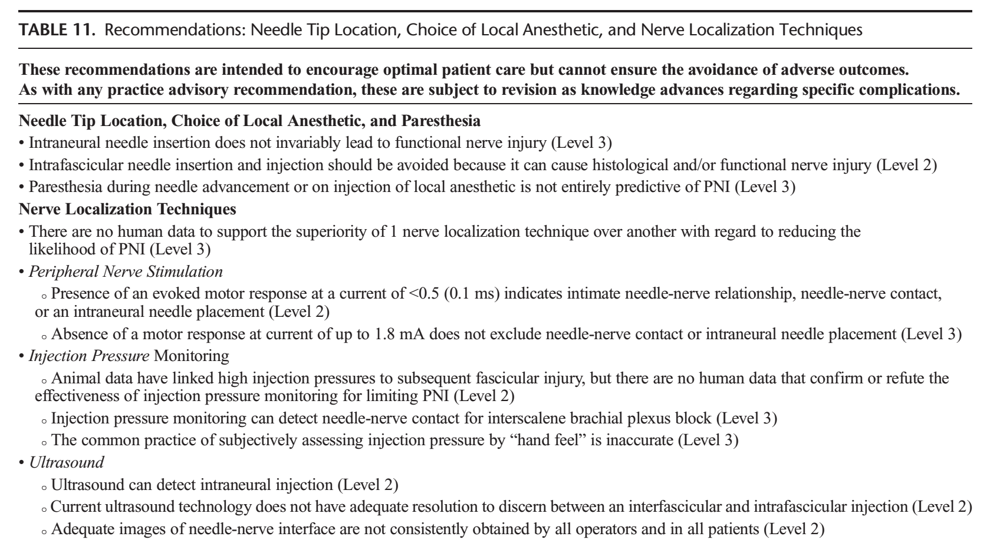 TABLE 11. Recommendations: Needle Tip Location, Choice of Local Anesthetic, and Nerve Localization Techniques
These recommendations are intended to encourage optimal patient care but cannot ensure the avoidance of adverse outcomes.
As with any practice advisory recommendation, these are subject to revision as knowledge advances regarding specific complications.
Needle Tip Location, Choice of Local Anesthetic, and Paresthesia
• Intraneural needle insertion does not invariably lead to functional nerve injury (Level 3)
• Intrafascicular needle insertion and injection should be avoided because it can cause histological and/or functional nerve injury (Level 2)
• Paresthesia during needle advancement or on injection of local anesthetic is not entirely predictive of PNI (Level 3)
Nerve Localization Techniques
• There are no human data to support the superiority of 1 nerve localization technique over another with regard to reducing the
likelihood of PNI (Level 3)
• Peripheral Nerve Stimulation
○ Presence of an evoked motor response at a current of <0.5 (0.1 ms) indicates intimate needle-nerve relationship, needle-nerve contact,
or an intraneural needle placement (Level 2)
○ Absence of a motor response at current of up to 1.8 mA does not exclude needle-nerve contact or intraneural needle placement (Level 3)
• Injection Pressure Monitoring
○ Animal data have linked high injection pressures to subsequent fascicular injury, but there are no human data that confirm or refute the
effectiveness of injection pressure monitoring for limiting PNI (Level 2)
○ Injection pressure monitoring can detect needle-nerve contact for interscalene brachial plexus block (Level 3)
○ The common practice of subjectively assessing injection pressure by “hand feel” is inaccurate (Level 3)
• Ultrasound
○ Ultrasound can detect intraneural injection (Level 2)
○ Current ultrasound technology does not have adequate resolution to discern between an interfascicular and intrafascicular injection (Level 2)
○ Adequate images of needle-nerve interface are not consistently obtained by all operators and in all patients (Level 2)